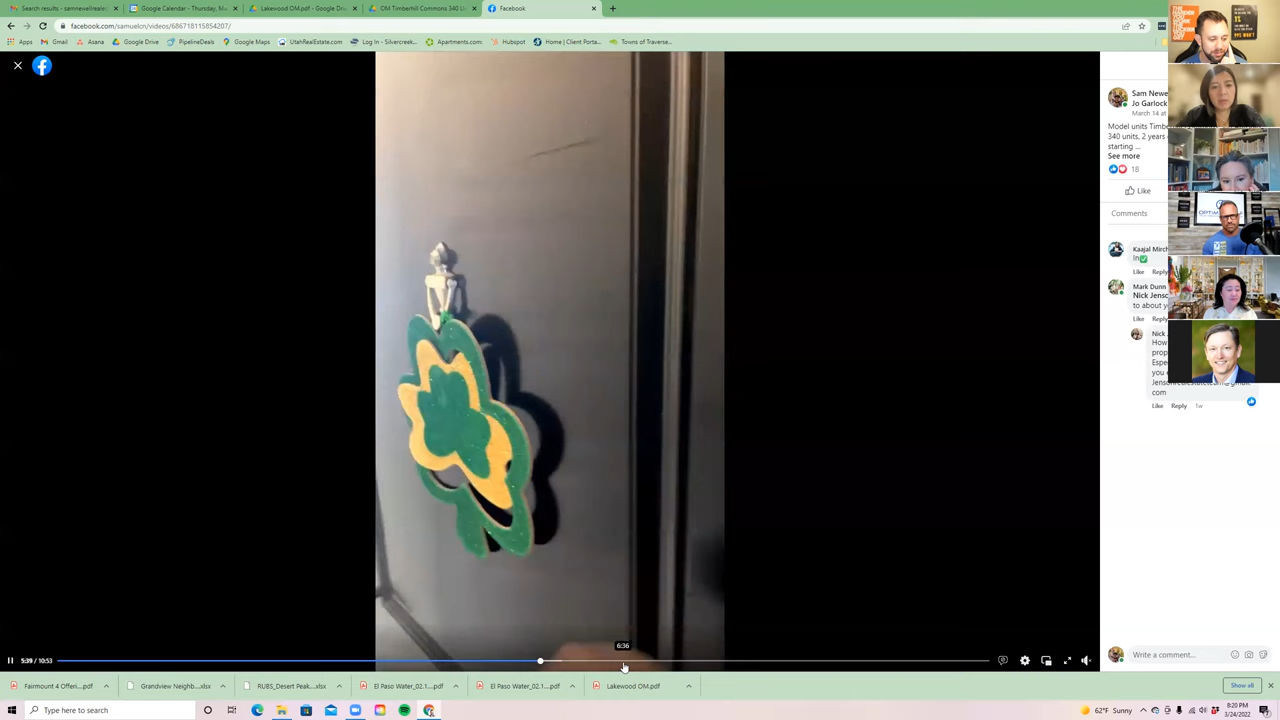 Search results - samnewellreale
Google Calendar - Thursday, M
Lakewood OM.pdf - Google Dri
OM Timberhill Commons 340 U
Facebook
facebook.com/samuelcn/videos/686718115854207/
Apps
Gmail
Asana
Google Drive
PipelineDeals
Google Maps
UtahRealEstate.com
Log In - Silvercreek...
Apartments.com:
Hubspot
Home | Client Porta...
Towns of Traverse...
Sam Newe
Jo Garlock
March 14 at
Model units Timbe
340 units, 2 years
starting ...
See more
18
Like
Comments
Kaajal Mirch
In✅
Like Reply
Mark Dunn
Nick Jenso
to about y
Like Reply
Nick
How
prop
Espe
you
Jensonrealestateteam@gmail.
com
Like Reply 1w
6:36
5:39 / 10:53
Write a comment...
Fairmount 4 Offeri....pdf
Grandview Neighb....xlsx
RUBS_Desert Peak....xlsx
El Paso Water_02.1....pdf
El Paso Water_02.1....pdf
Lakewood OM.pdf
Show all
Type here to search
62°F Sunny
8:20 PM
3/24/2022